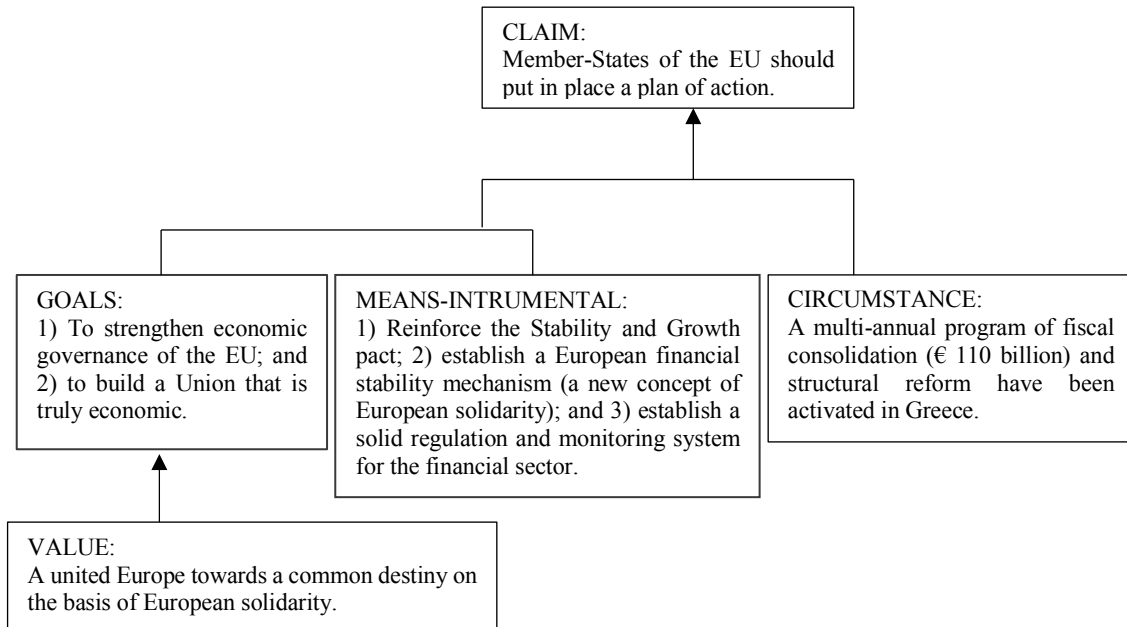 CLAIM:
Member-States of the EU should
put in place a plan of action.
GOALS:
1) To strengthen economic
governance of the EU; and
2) to build a Union that is
truly economic.
MEANS-INTRUMENTAL:
1) Reinforce the Stability and Growth
pact; 2) establish a European financial
stability mechanism (a new concept of
European solidarity); and 3) establish a
solid regulation and monitoring system
for the financial sector.
CIRCUMSTANCE:
A multi-annual program of fiscal
consolidation (€ 110 billion) and
structural reform have been
activated in Greece.
VALUE:
A united Europe towards a common destiny on
the basis of European solidarity.